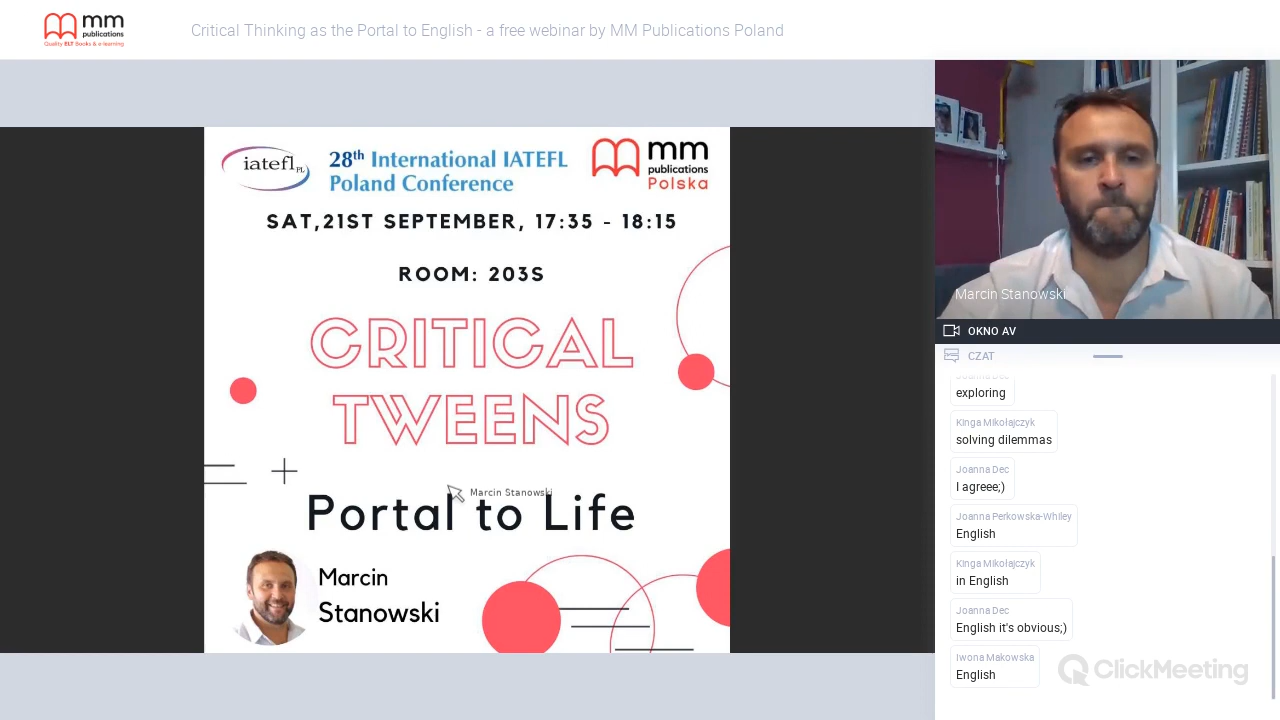 mm
publications
Quality ELT Books & e-learning
Critical Thinking as the Portal to English - a free webinar by MM Publications Poland
iatefl PL
28th International IATEFL
Poland Conference
mm
publications
Polska
SAT,21ST SEPTEMBER, 17:35 - 18:15
ROOM: 203S
CRITICAL
TWEENS
Marcin Stanowski
Portal to Life
Marcin
Stanowski
Marcin Stanowski
OKNO AV
CZAT
Joanna Dec
exploring
Kinga Mikołajczyk
solving dilemmas
Joanna Dec
I agreee;)
Joanna Perkowska-Whiley
English
Kinga Mikołajczyk
in English
Joanna Dec
English it's obvious;)
Iwona Makowska
English
ClickMeeting